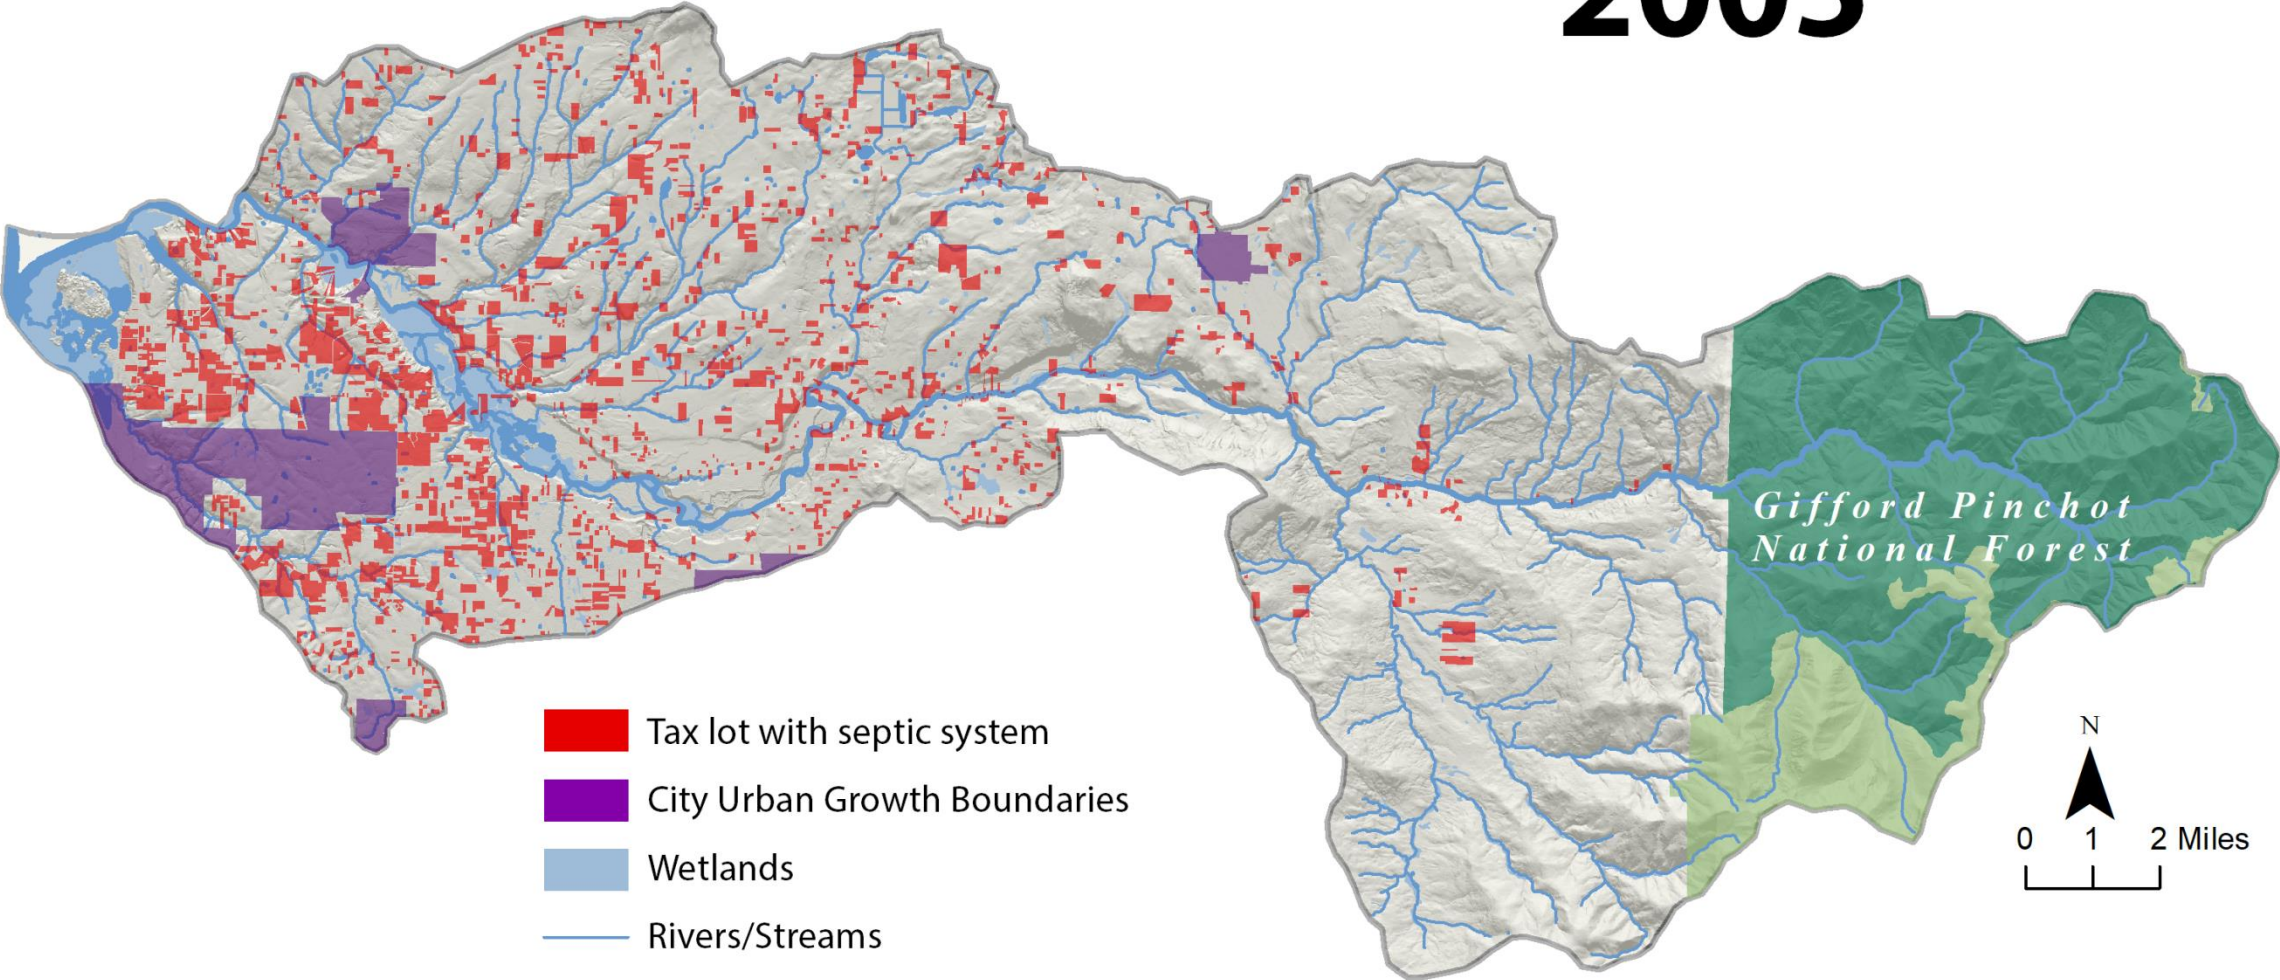 Gifford Pinchot
National Forest
Tax lot with septic system
City Urban Growth Boundaries
Wetlands
Rivers/Streams
N
0 1 2 Miles